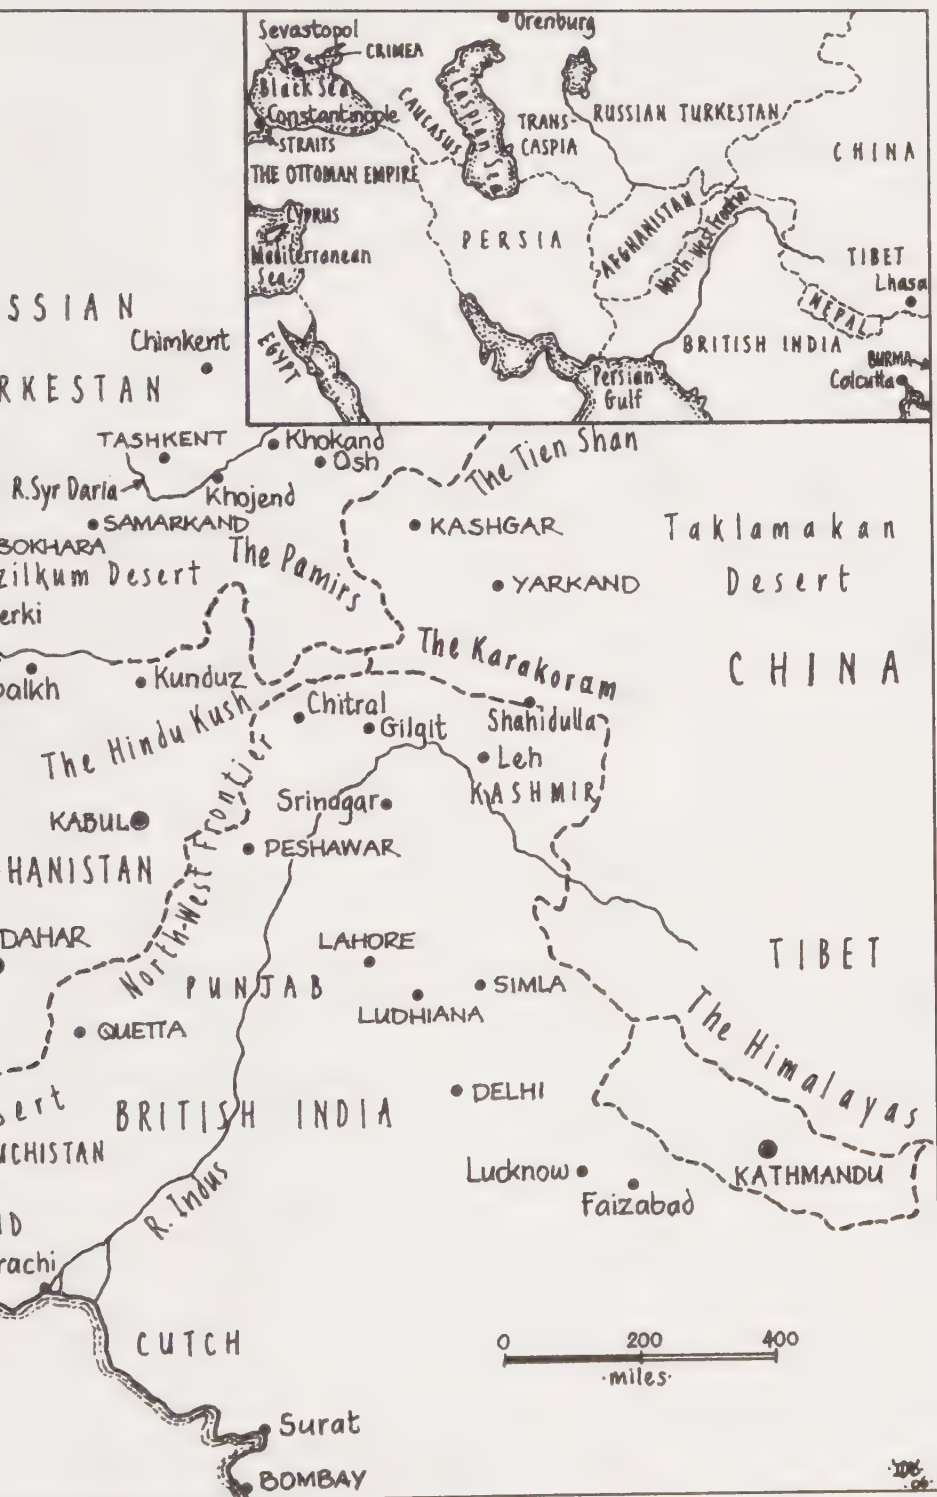 Sevastopol
CRIMEA
Orenburg
Black Sea
Constantinople
STRAITS
CAUCASUS
Caspian Sea
TRANS-
CASPIA
RUSSIAN TURKESTAN
CHINA
THE OTTOMAN EMPIRE
CYPRUS
Mediterranean
Sea
PERSIA
AFGHANISTAN
North West Frontier
TIBET
Lhasa
NEPAL
EGYPT
BRITISH INDIA
BURMA
Calcutta
Persian
Gulf
SSIAN
Chimkent
RKESTAN
TASHKENT
Khokand
Osh
The Tien Shan
R.Syr Daria
Khojend
SAMARKAND
KASHGAR
Taklamakan
Desert
BOKHARA
zilkum Desert
The Pamirs
YARKAND
erki
The Karakoram
CHINA
balkh
Kunduz
Chitral
Shahidulla
The Hindu Kush
Gilgit
Leh
KASHMIR
Srinagar
KABUL
PESHAWAR
HANISTAN
North-West Frontier
DAHAR
LAHORE
TIBET
PUNJAB
SIMLA
LUDHIANA
QUETTA
The Himalayas
DELHI
sert
BRITISH INDIA
UCHISTAN
KATHMANDU
Lucknow
Faizabad
R. Indus
ND
rachi
CUTCH
0 200 400
·miles·
Surat
BOMBAY